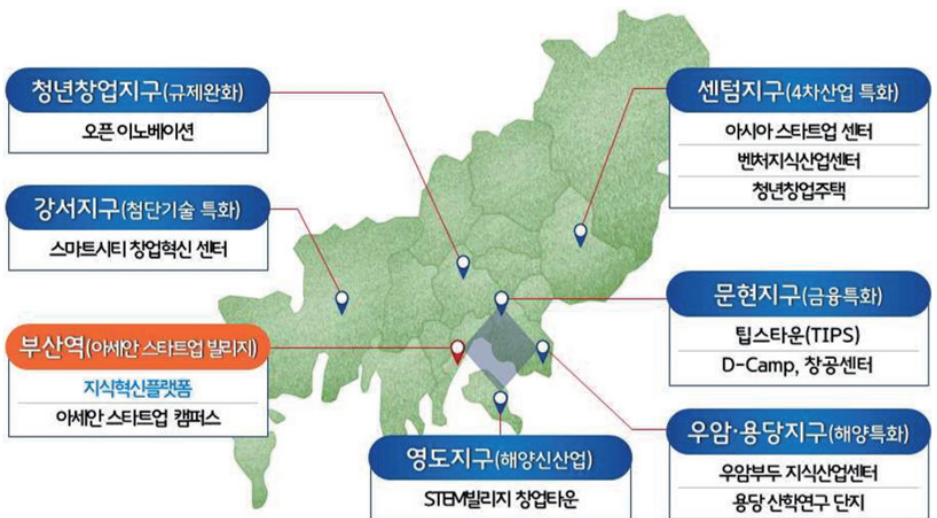 청년창업지구(규제완화)
오픈 이노베이션
강서지구(첨단기술 특화)
스마트시티 창업혁신 센터
부산역(아세안 스타트업 빌리지)
지식혁신플랫폼
아세안 스타트업 캠퍼스
영도지구(해양신산업)
STEM빌리지 창업타운
센텀지구(4차산업 특화)
아시아 스타트업 센터
벤처지식산업센터
청년창업주택
문현지구(금융특화)
팁스타운(TIPS)
D-Camp, 창공센터
우암·용당지구(해양특화)
우암부두 지식산업센터
용당 산학연구 단지